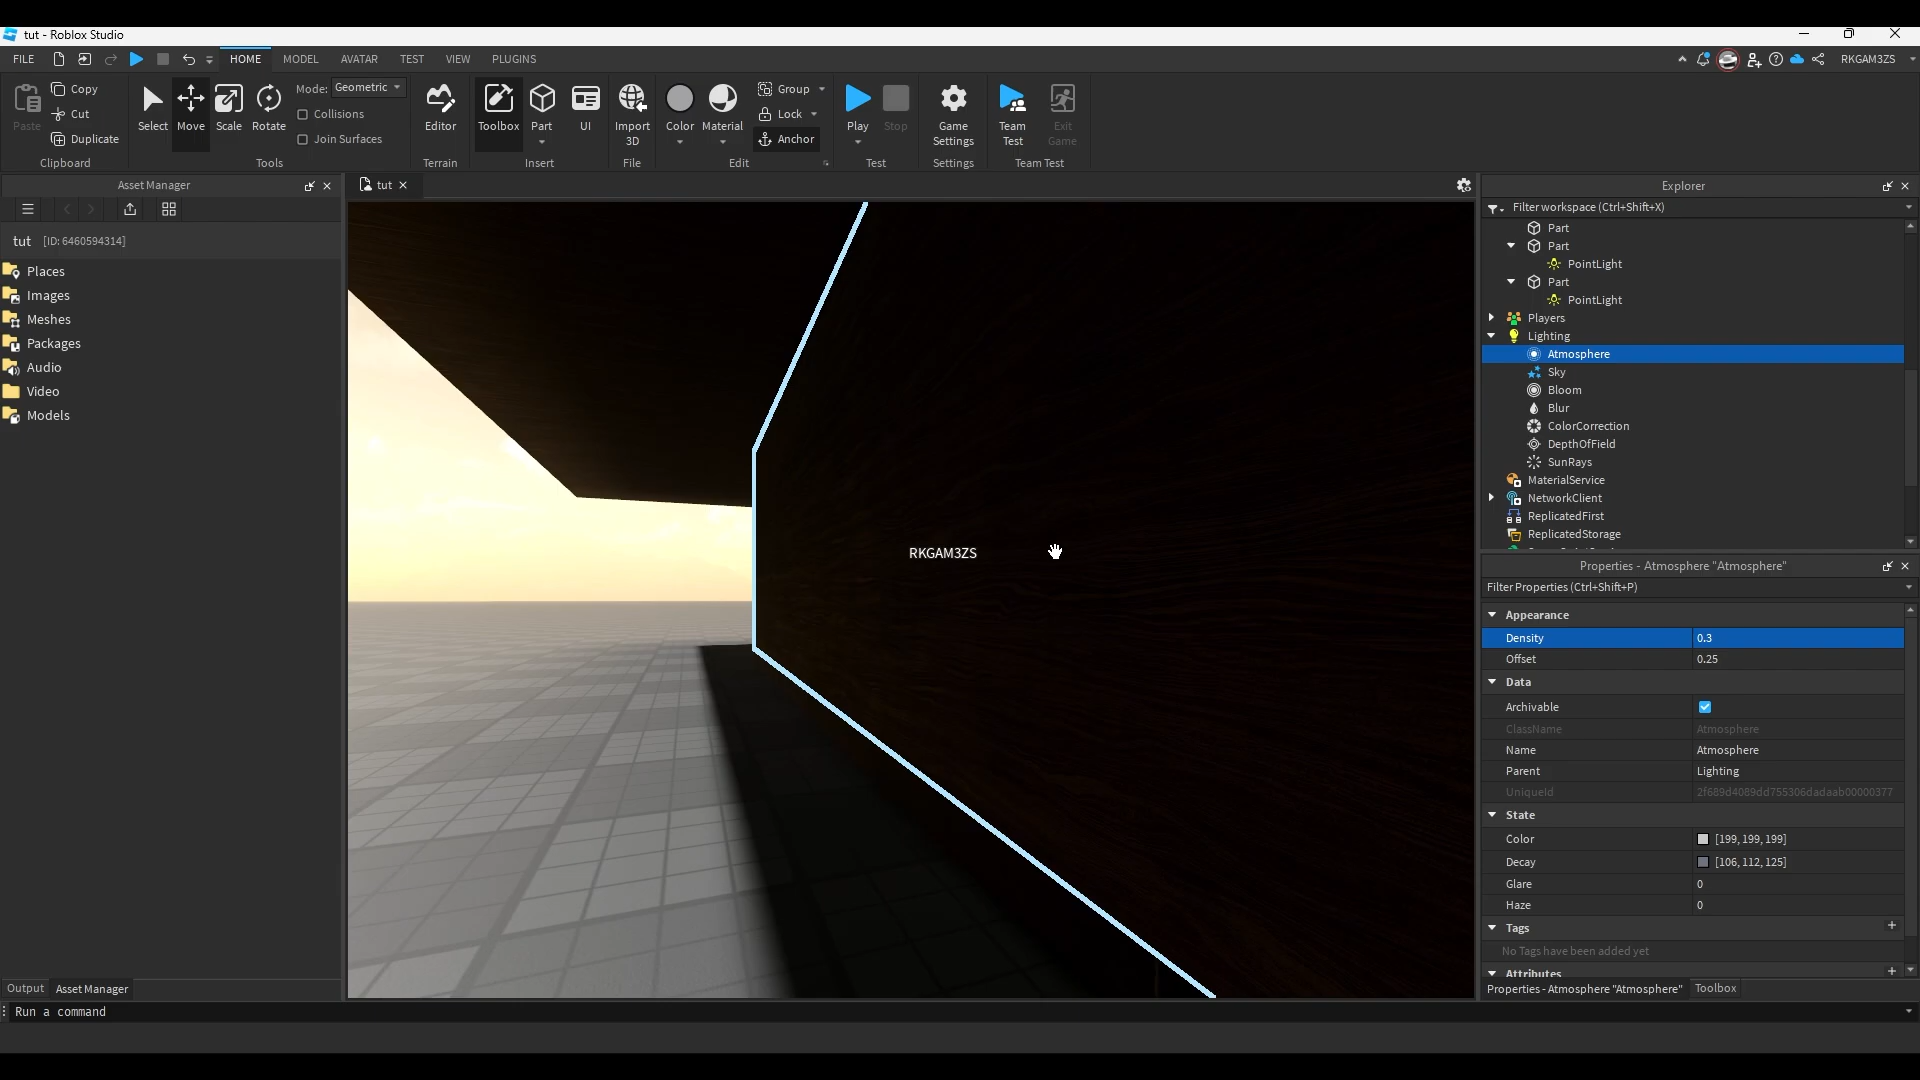 tut - Roblox Studio
FILE
HOME
MODEL
AVATAR
TEST
VIEW
PLUGINS
RKGAM3ZS
Paste
Copy
Cut
Duplicate
Clipboard
Select
Move
Scale
Rotate
Mode: Geometric
Collisions
Join Surfaces
Tools
Editor
Terrain
Toolbox
Part
UI
Insert
Import
3D
File
Color
Material
Group
Lock
Anchor
Edit
Play
Stop
Test
Game
Settings
Settings
Team
Test
Exit
Game
Team Test
Asset Manager
tut [ID: 6460594314]
Places
Images
Meshes
Packages
Audio
Video
Models
Output
Asset Manager
tut
RKGAM3ZS
Explorer
Filter workspace (Ctrl+Shift+X)
Part
Part
PointLight
Part
PointLight
Players
Lighting
Atmosphere
Sky
Bloom
Blur
ColorCorrection
DepthOfField
SunRays
MaterialService
NetworkClient
ReplicatedFirst
ReplicatedStorage
Properties - Atmosphere "Atmosphere"
Filter Properties (Ctrl+Shift+P)
Appearance
Density 0.3
Offset 0.25
Data
Archivable
ClassName Atmosphere
Name Atmosphere
Parent Lighting
UniqueId 2f689d4089dd755306dadaab00000377
State
Color [199, 199, 199]
Decay [106, 112, 125]
Glare 0
Haze 0
Tags
No Tags have been added yet
Attributes
Properties - Atmosphere "Atmosphere"
Toolbox
Run a command